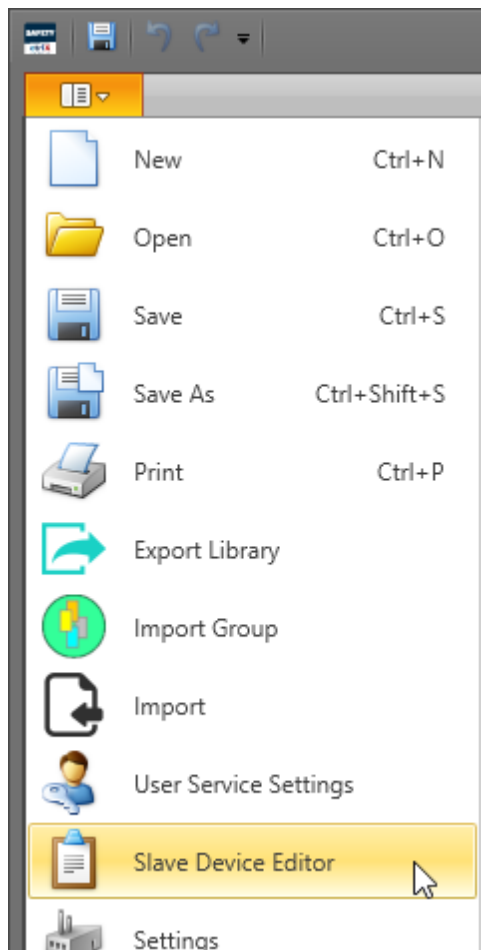 SAFETY
New Ctrl+N
Open Ctrl+O
Save Ctrl+S
Save As Ctrl+Shift+S
Print Ctrl+P
Export Library
Import Group
Import
User Service Settings
Slave Device Editor
Settings